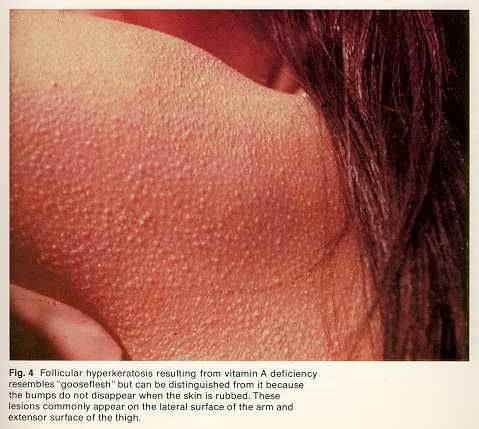 Fig. 4 Follicular hyperkeratosis resulting from vitamin A deficiency
resembles "gooseflesh" but can be distinguished from it because
the bumps do not disappear when the skin is rubbed. These
lesions commonly appear on the lateral surface of the arm and
extensor surface of the thigh.